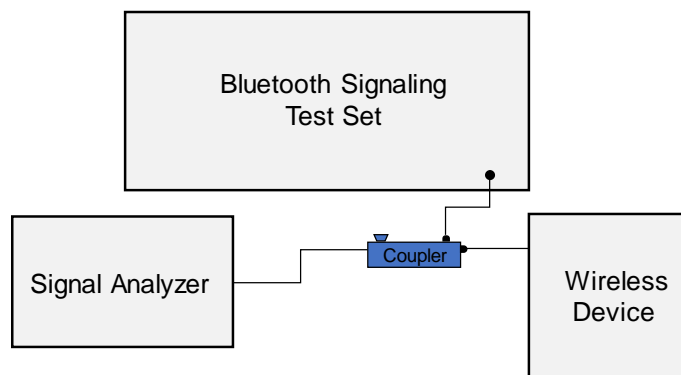 Bluetooth Signaling
Test Set
Signal Analyzer
Coupler
Wireless
Device